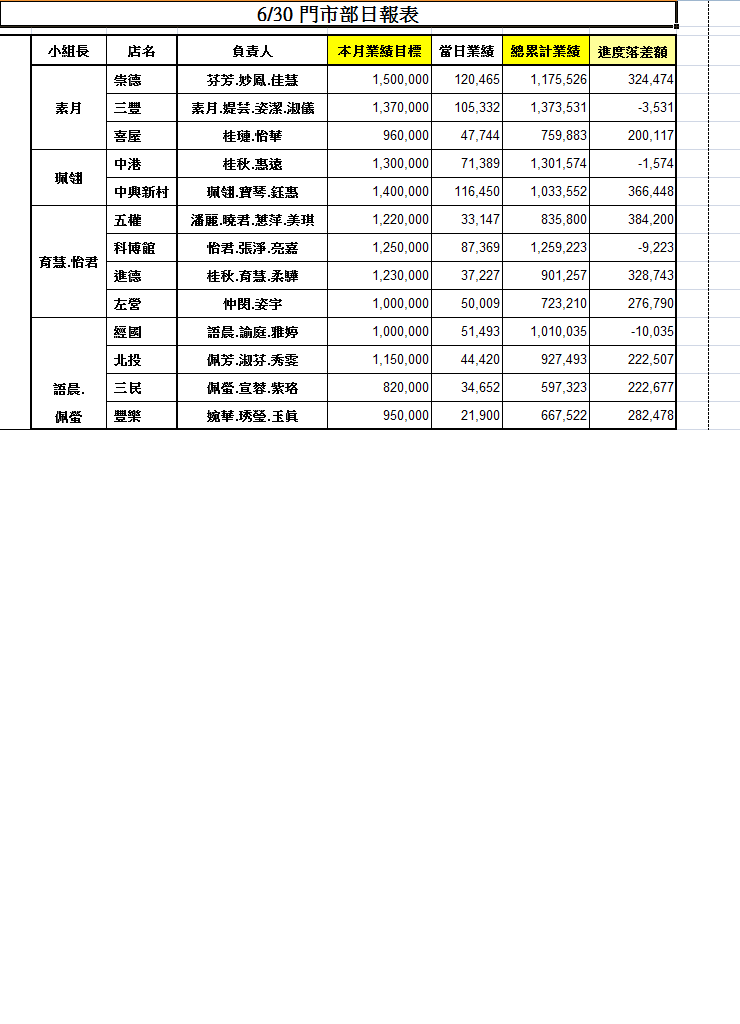 6/30 門市部日報表
小組長 店名 負責人 本月業績目標 當日業績 總累計業績 進度落差額
素月 崇德 芬芳.妙鳳.佳慧 1,500,000 120,465 1,175,526 324,474
三豐 素月.媞芸.姿潔.淑儀 1,370,000 105,332 1,373,531 -3,531
喜屋 桂璉.怡華 960,000 47,744 759,883 200,117
珮翎 中港 桂秋.惠遠 1,300,000 71,389 1,301,574 -1,574
中興新村 珮翎.寶琴.鈺惠 1,400,000 116,450 1,033,552 366,448
育慧.怡君 五權 潘麗.曉君.慧萍.美琪 1,220,000 33,147 835,800 384,200
科博館 怡君.張淨.亮嘉 1,250,000 87,369 1,259,223 -9,223
進德 桂秋.育慧.柔驊 1,230,000 37,227 901,257 328,743
左營 仲閔.姿宇 1,000,000 50,009 723,210 276,790
語晨.
佩螢 經國 語晨.諭庭.雅婷 1,000,000 51,493 1,010,035 -10,035
北投 佩芳.淑芬.秀雯 1,150,000 44,420 927,493 222,507
三民 佩螢.宣蓉.紫珞 820,000 34,652 597,323 222,677
豐樂 婉華.琇瑩.玉眞 950,000 21,900 667,522 282,478